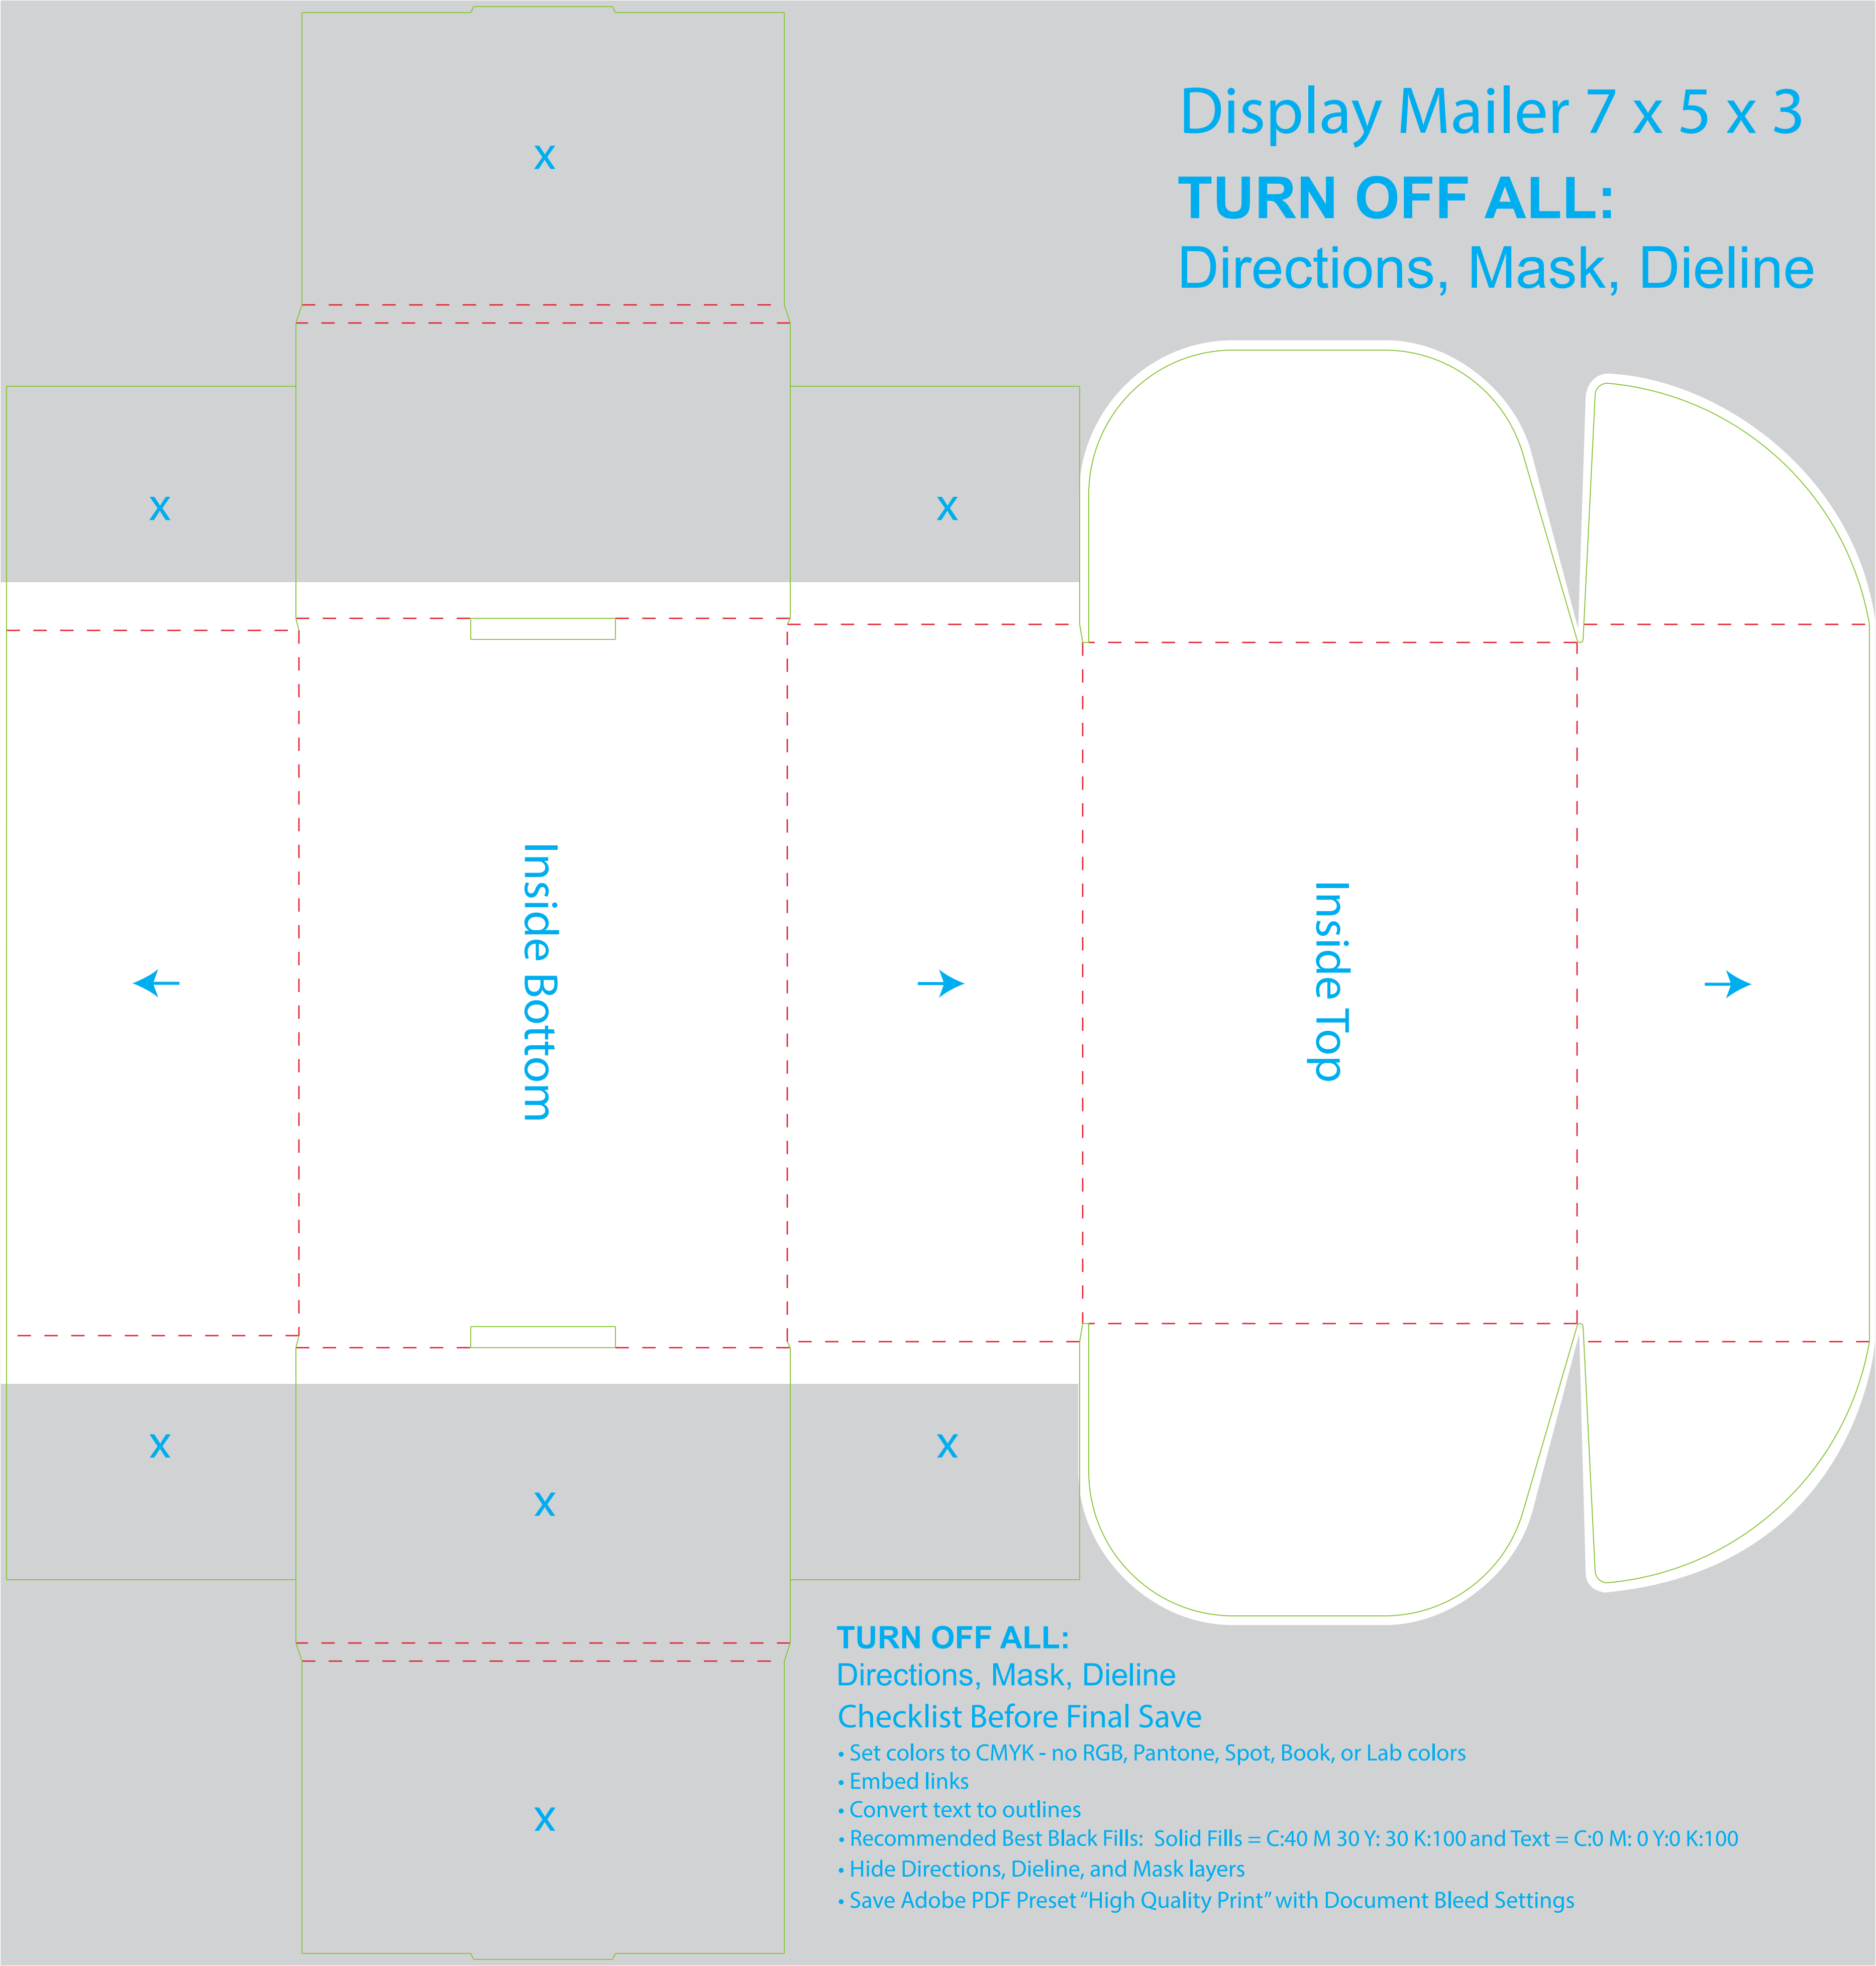 Display Mailer 7 x 5 x 3
TURN OFF ALL:
Directions, Mask, Dieline
x
x
x
Inside Bottom
Inside Top
x
x
x
TURN OFF ALL:
Directions, Mask, Dieline
Checklist Before Final Save
• Set colors to CMYK - no RGB, Pantone, Spot, Book, or Lab colors
• Embed links
• Convert text to outlines
• Recommended Best Black Fills:  Solid Fills = C:40 M 30 Y: 30 K:100 and Text = C:0 M: 0 Y:0 K:100
• Hide Directions, Dieline, and Mask layers
• Save Adobe PDF Preset “High Quality Print” with Document Bleed Settings
x